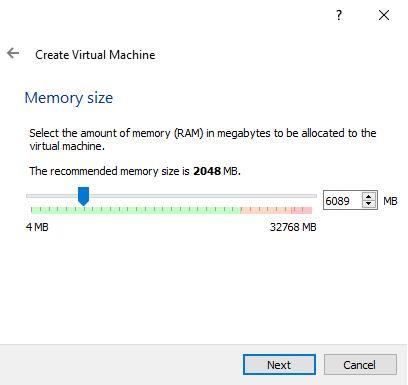 ?
Create Virtual Machine
Memory size
Select the amount of memory (RAM) in megabytes to be allocated to the
virtual machine.
The recommended memory size is 2048 MB.
6089 MB
4 MB 32768 MB
Next Cancel